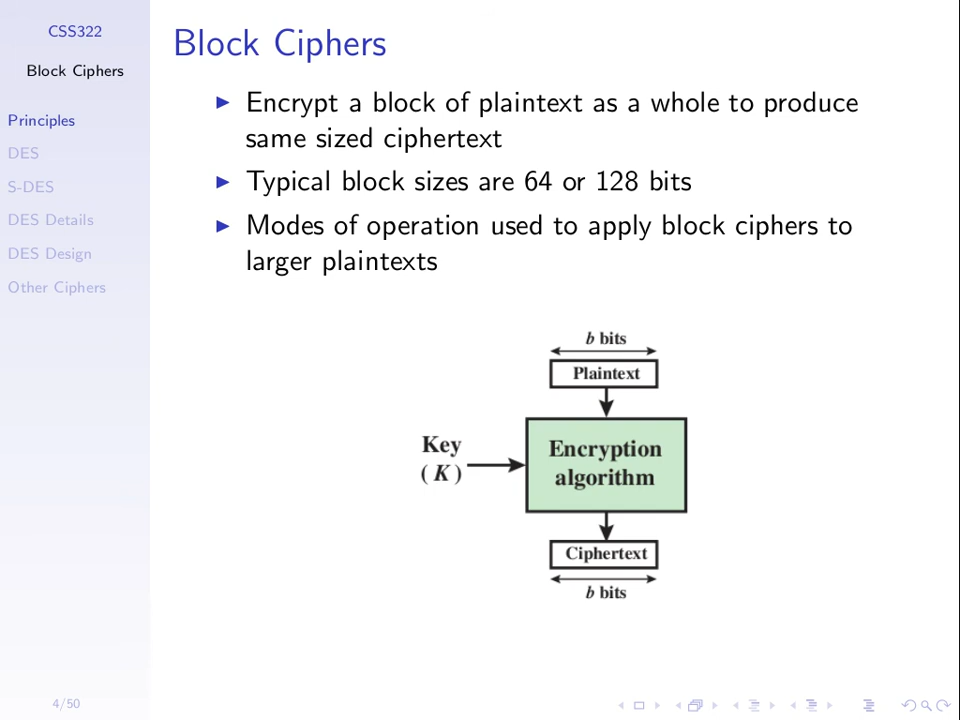 CSS322
Block Ciphers
Principles
DES
S-DES
DES Details
DES Design
Other Ciphers
4/50
Block Ciphers
Encrypt a block of plaintext as a whole to produce
same sized ciphertext
Typical block sizes are 64 or 128 bits
Modes of operation used to apply block ciphers to
larger plaintexts
b bits
Plaintext
Key
( K )
Encryption
algorithm
Ciphertext
b bits